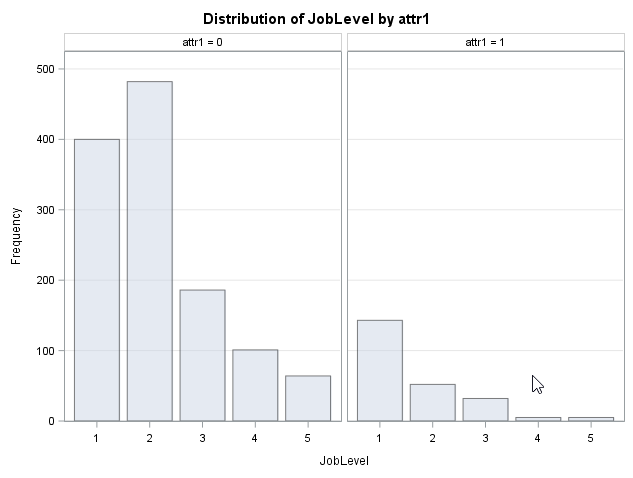 Distribution of JobLevel by attr1
attr1 = 0
attr1 = 1
500
400
300
200
100
0
Frequency
1 2 3 4 5
1 2 3 4 5
JobLevel